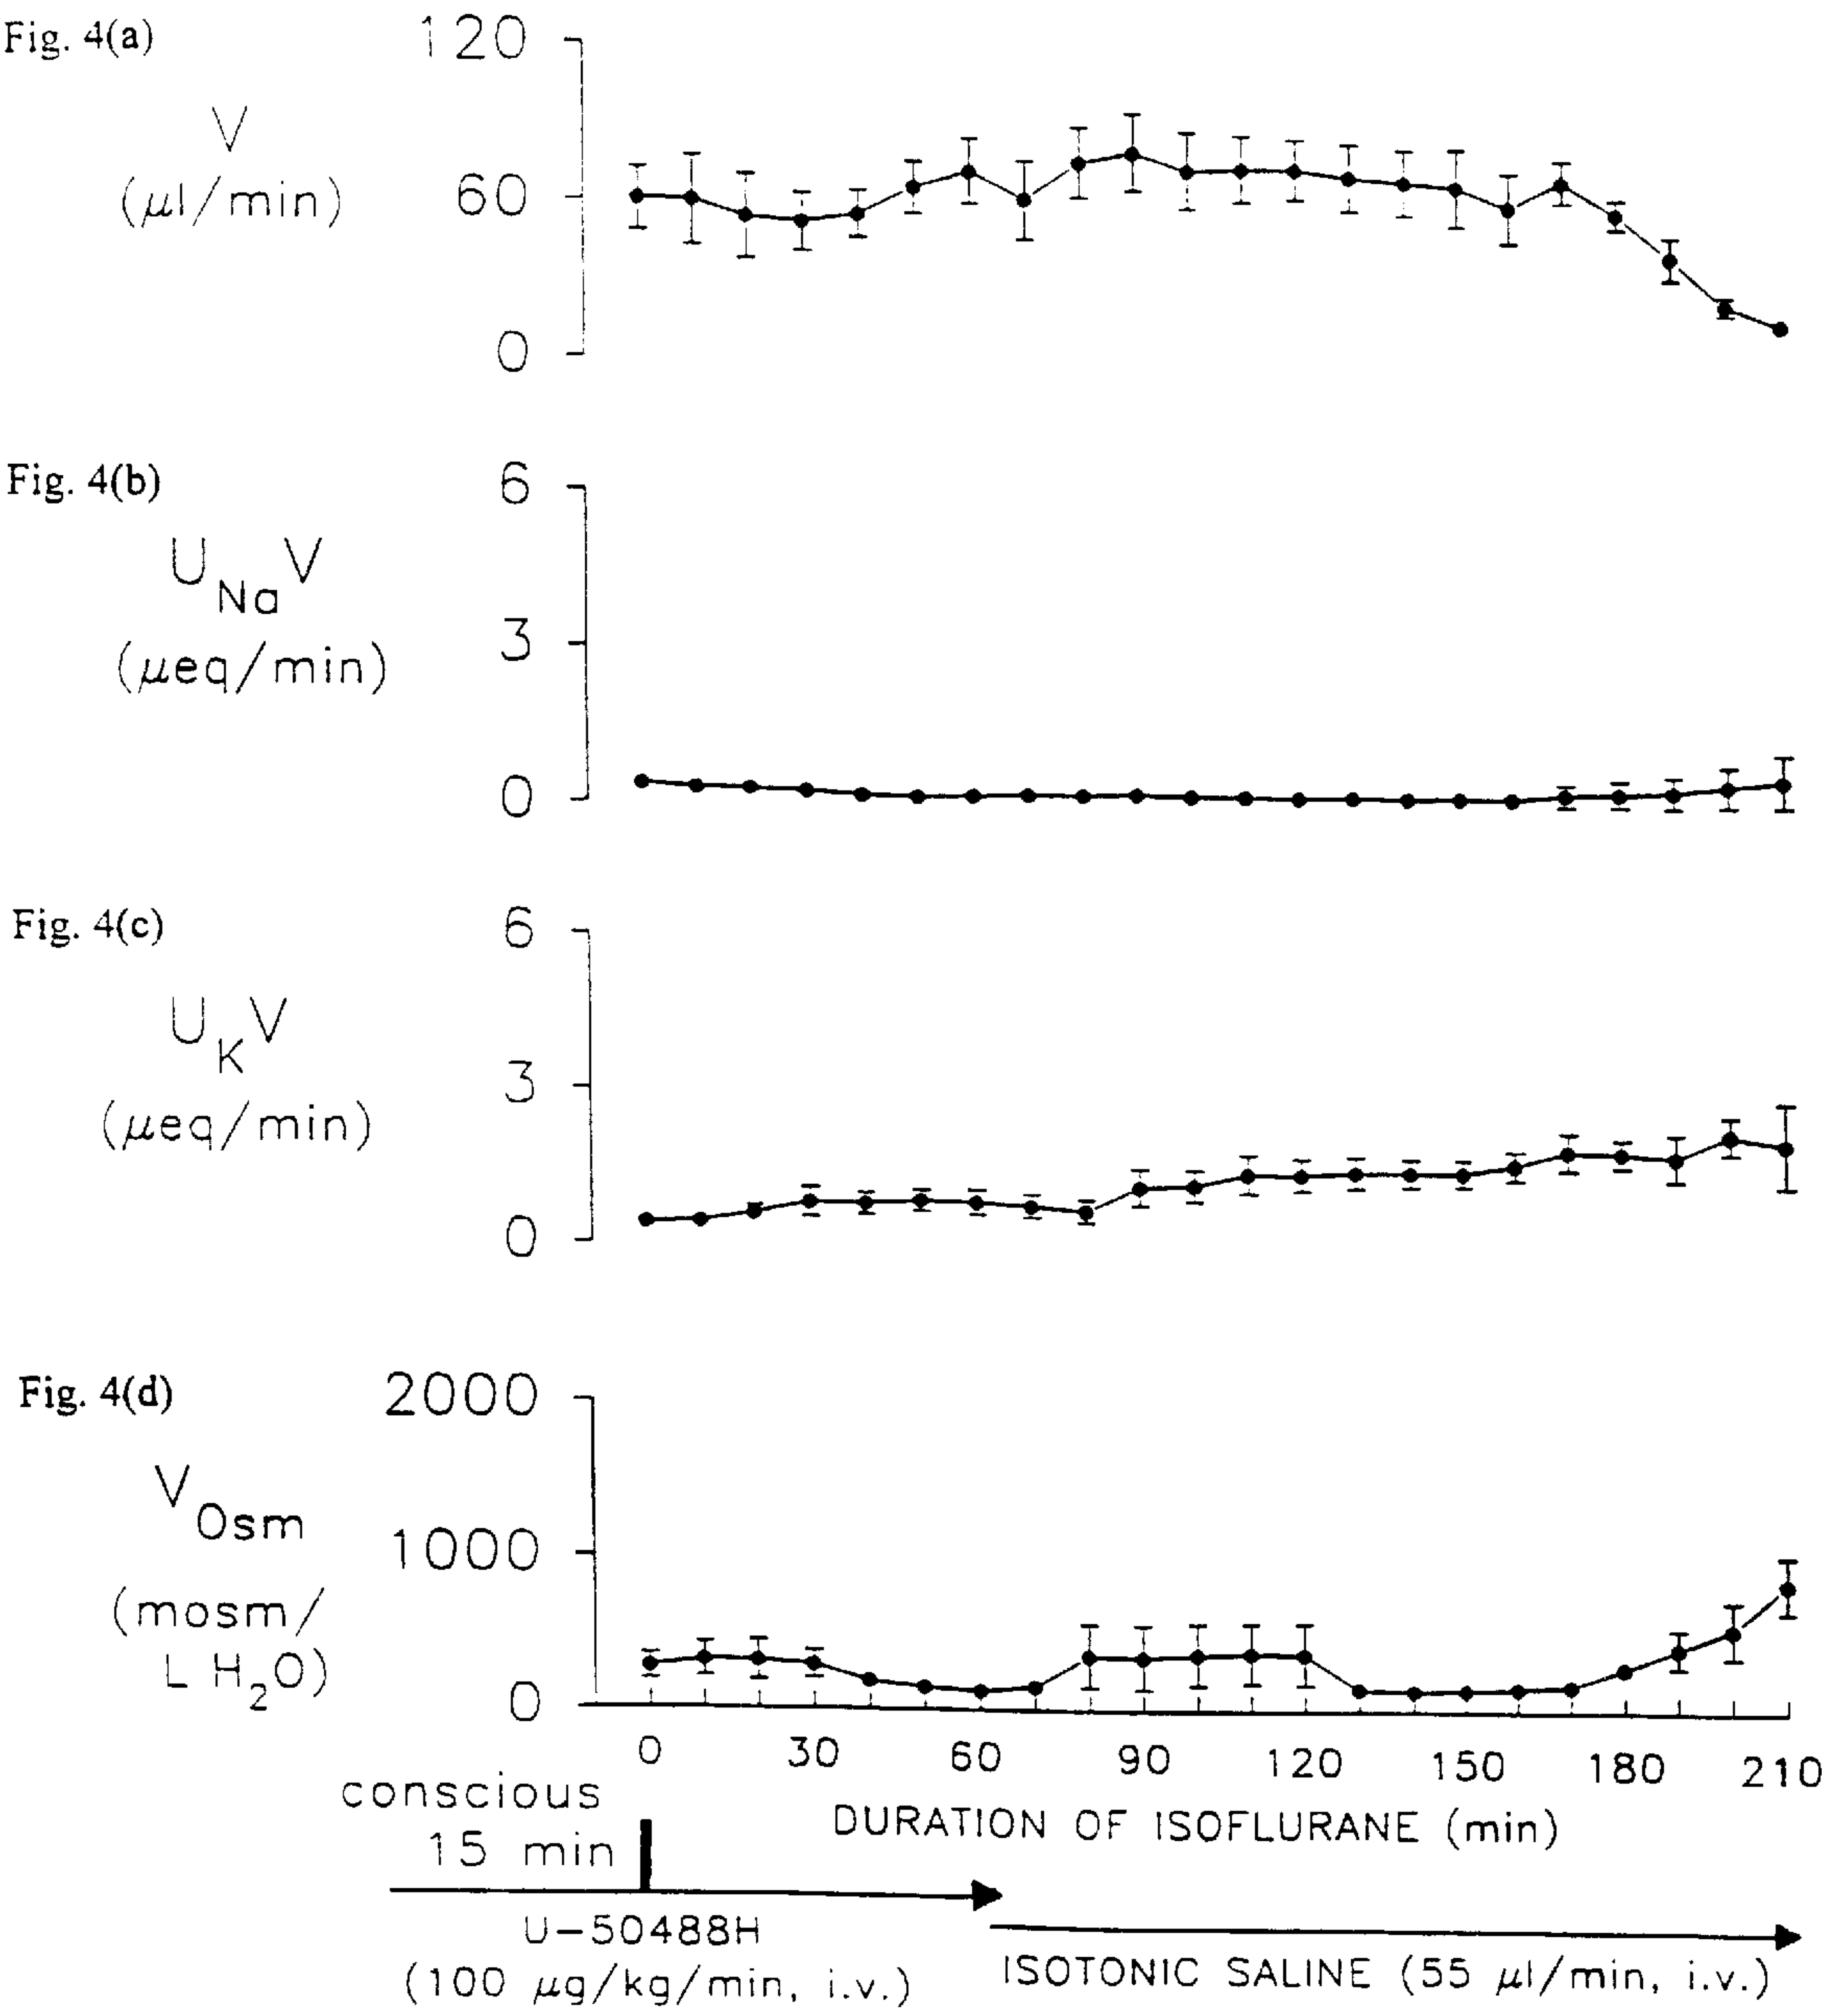 Fig. 4(a)
120
V
(μl/min)
60
0
Fig. 4(b)
6
U_Na V
3
(μeq/min)
0
Fig. 4(c)
6
U_K V
3
(μeq/min)
0
Fig. 4(d)
2000
V_Osm
1000
(mosm/
L H₂O)
0
0 30 60 90 120 150 180 210
conscious
15 min
DURATION OF ISOFLURANE (min)
U-50488H
(100 μg/kg/min, i.v.)
ISOTONIC SALINE (55 μl/min, i.v.)